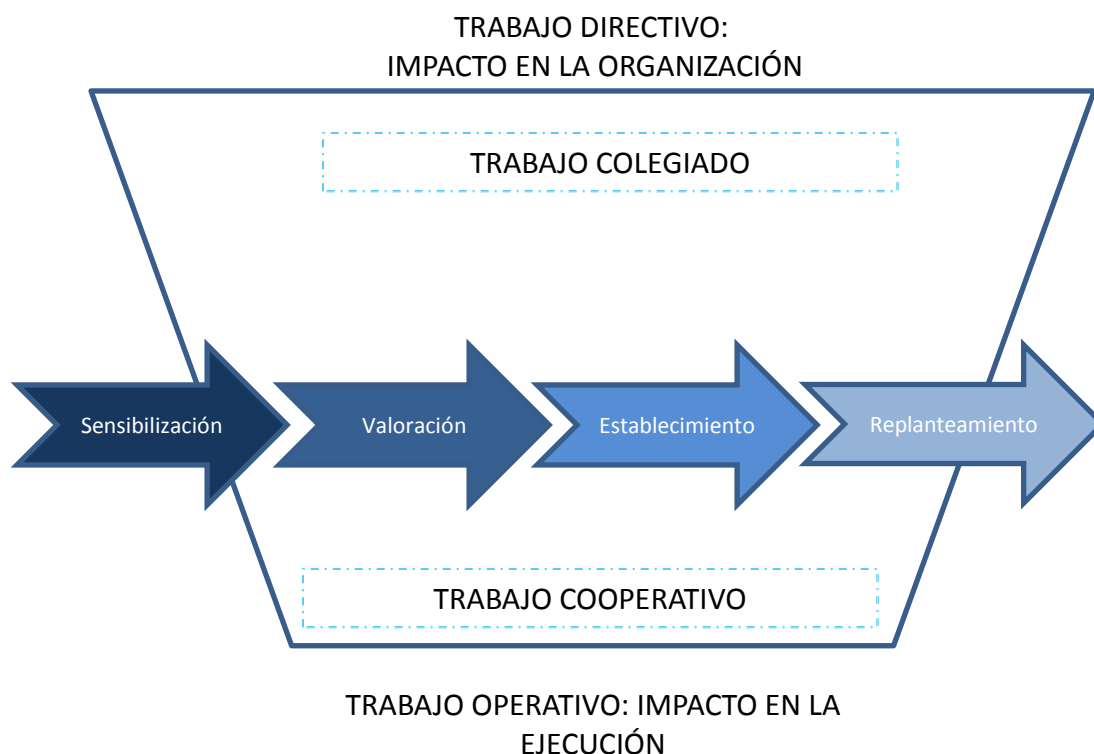 TRABAJO DIRECTIVO:
IMPACTO EN LA ORGANIZACIÓN
TRABAJO COLEGIADO
Sensibilización
Valoración
Establecimiento
Replanteamiento
TRABAJO COOPERATIVO
TRABAJO OPERATIVO: IMPACTO EN LA
EJECUCIÓN